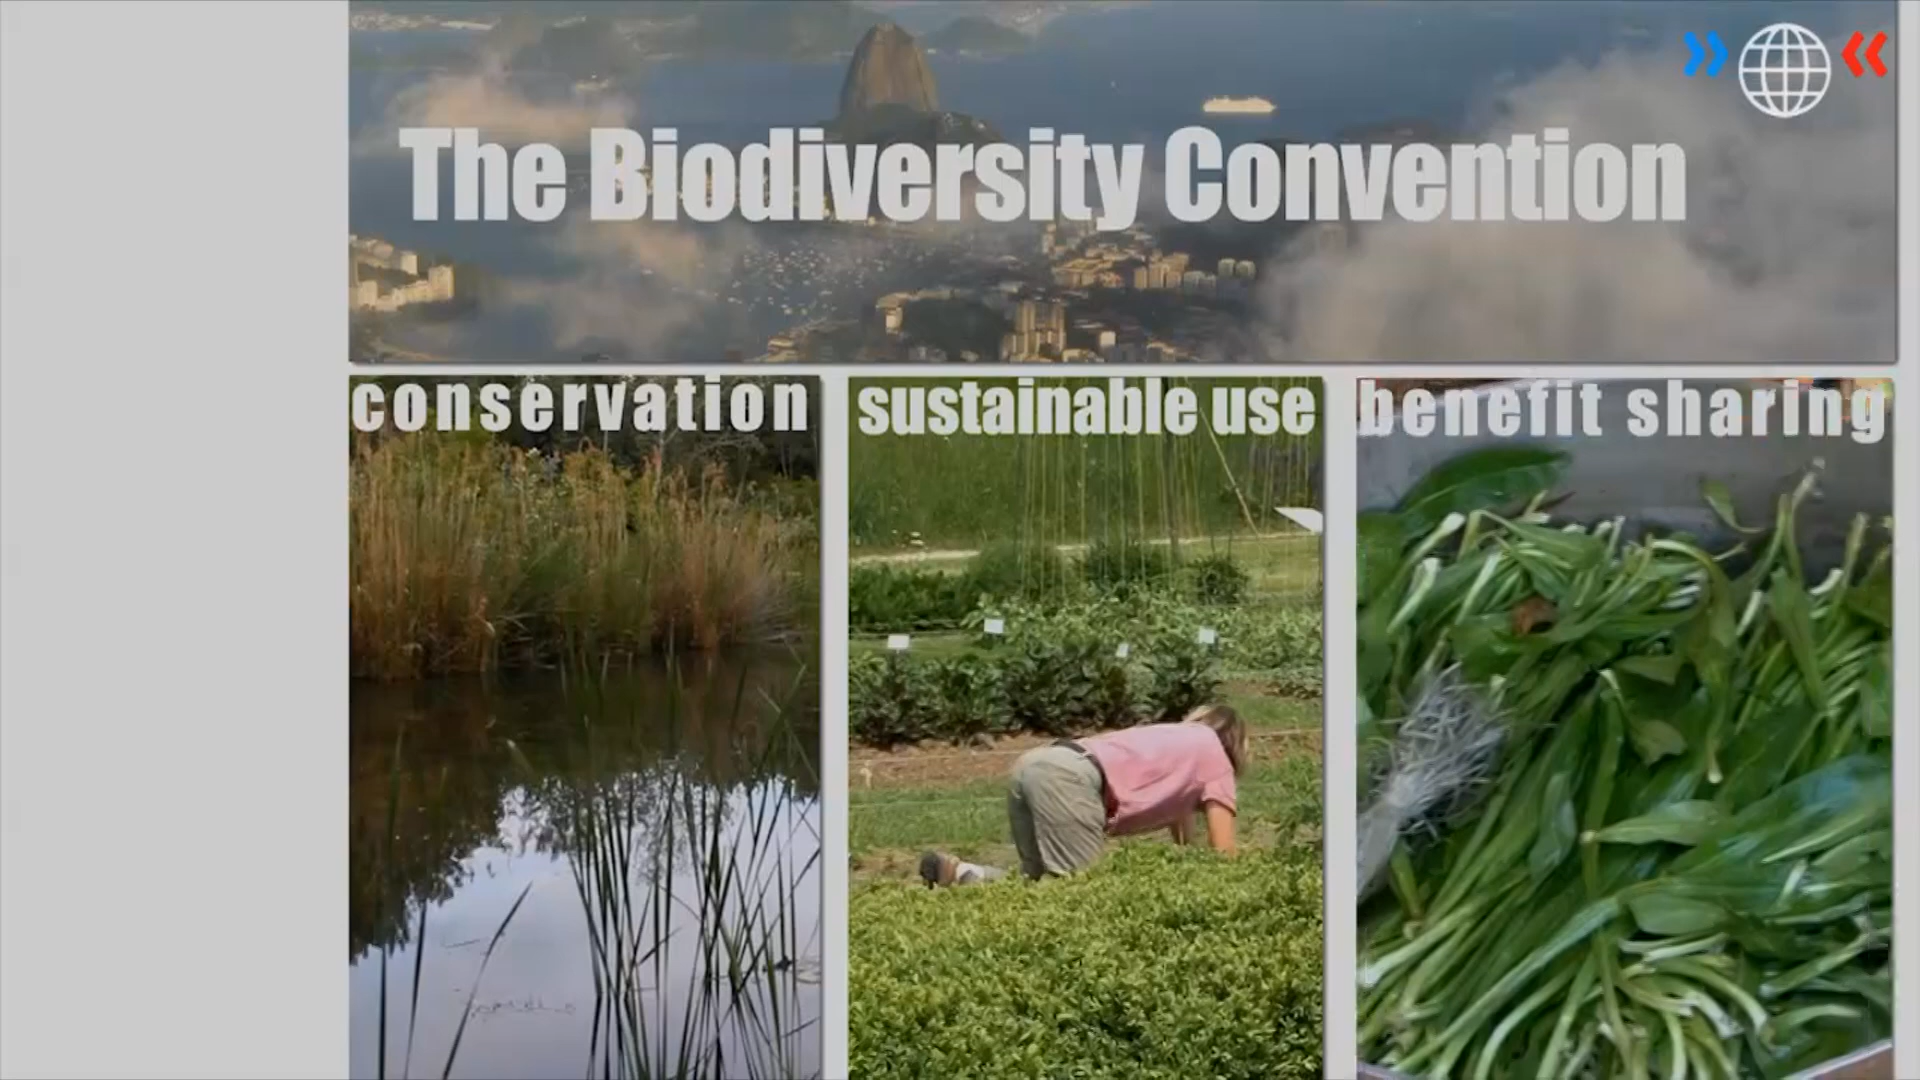 The Biodiversity Convention
conservation
sustainable use
benefit sharing